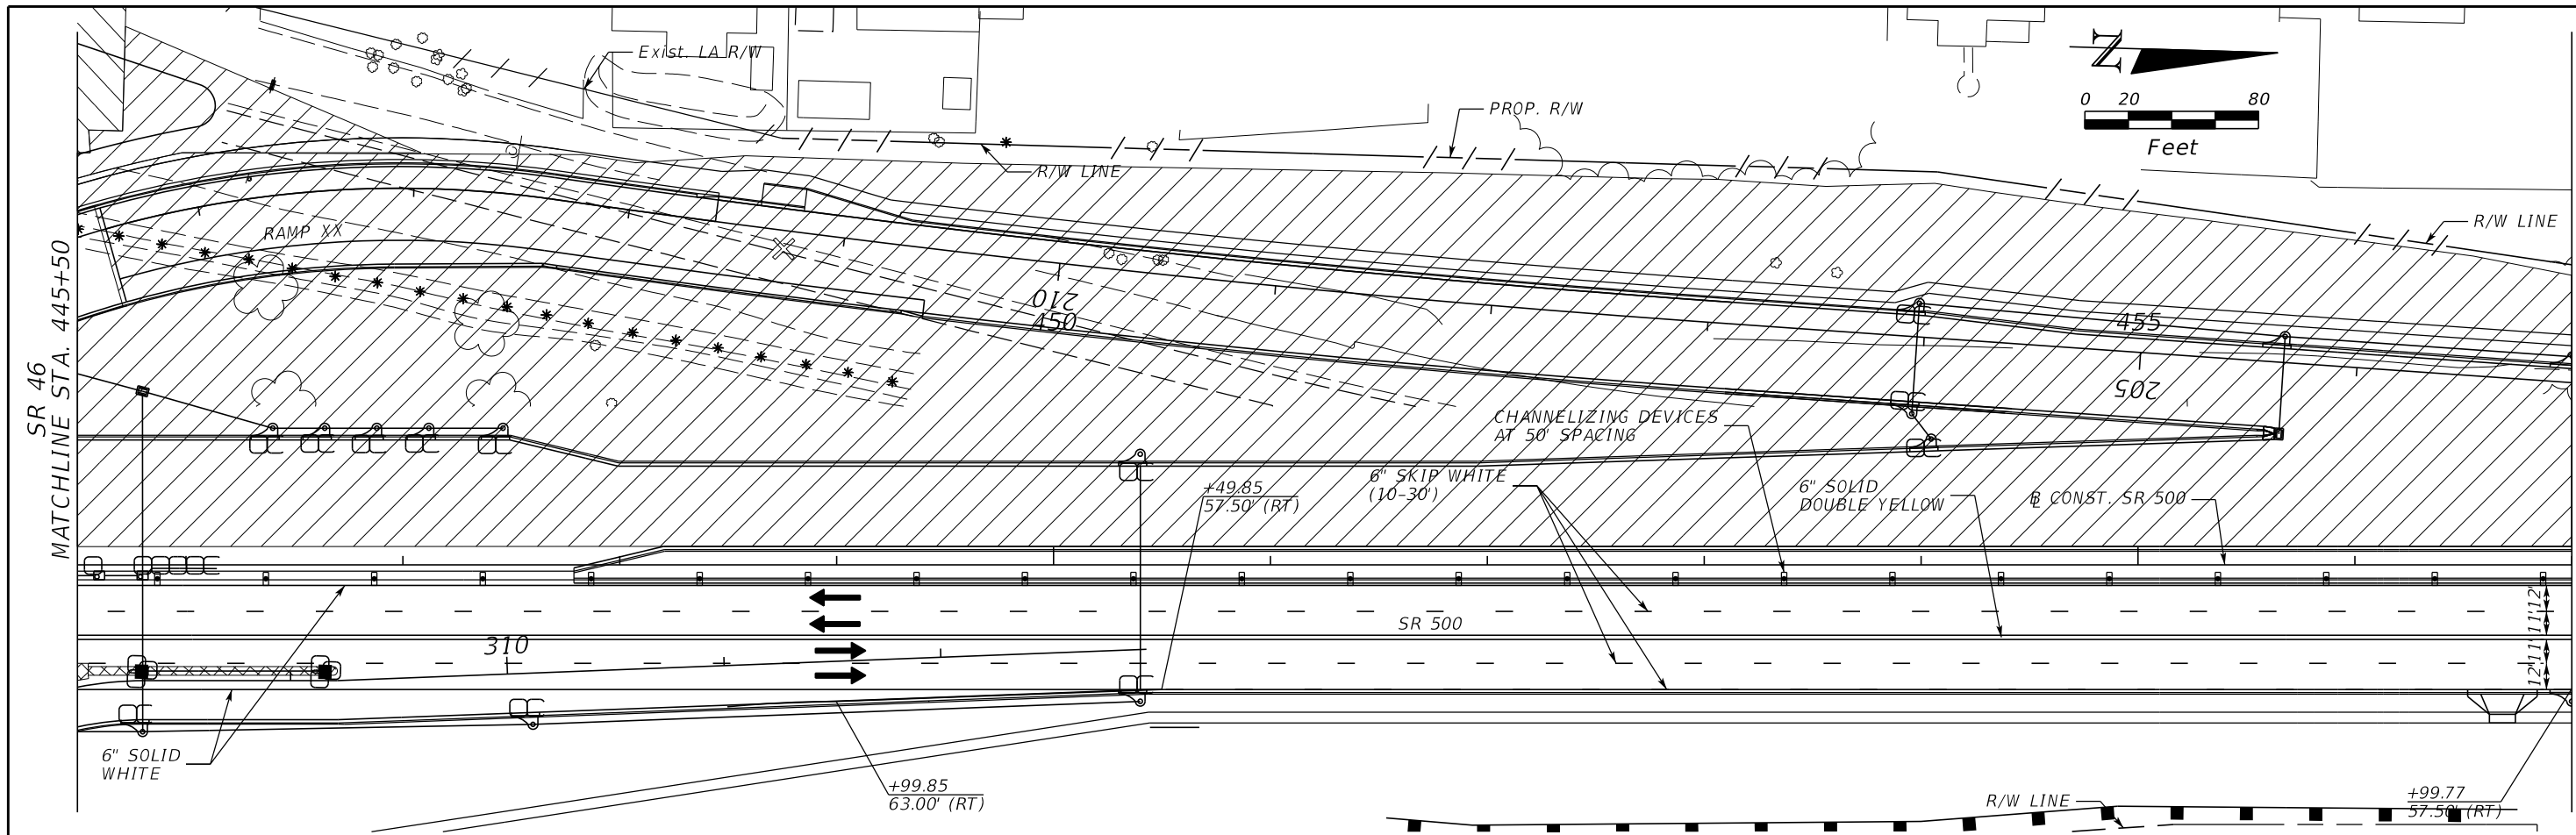 Exist. LA R/W
N
0 20 80
Feet
PROP. R/W
R/W LINE
R/W LINE
RAMP XX
SR 46
MATCHLINE STA. 445+50
210
450
455
205
CHANNELIZING DEVICES
AT 50' SPACING
6" SKIP WHITE
(10-30')
+49.85
57.50' (RT)
6" SOLID
DOUBLE YELLOW
B CONST. SR 500
SR 500
310
12'
11'
11'
12'
6" SOLID
WHITE
+99.85
63.00' (RT)
R/W LINE
+99.77
57.50' (RT)